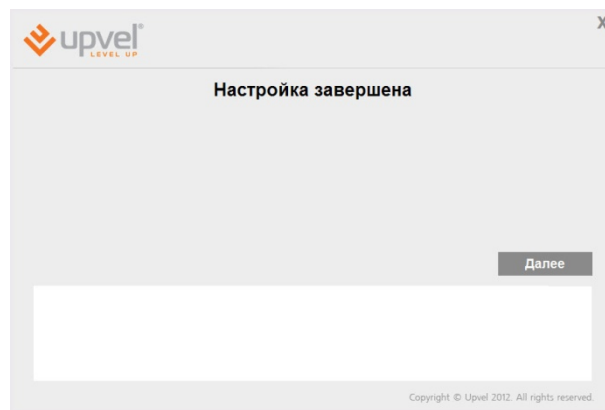 X
upvel®
LEVEL UP
Настройка завершена
Далее
Copyright © Upvel 2012. All rights reserved.